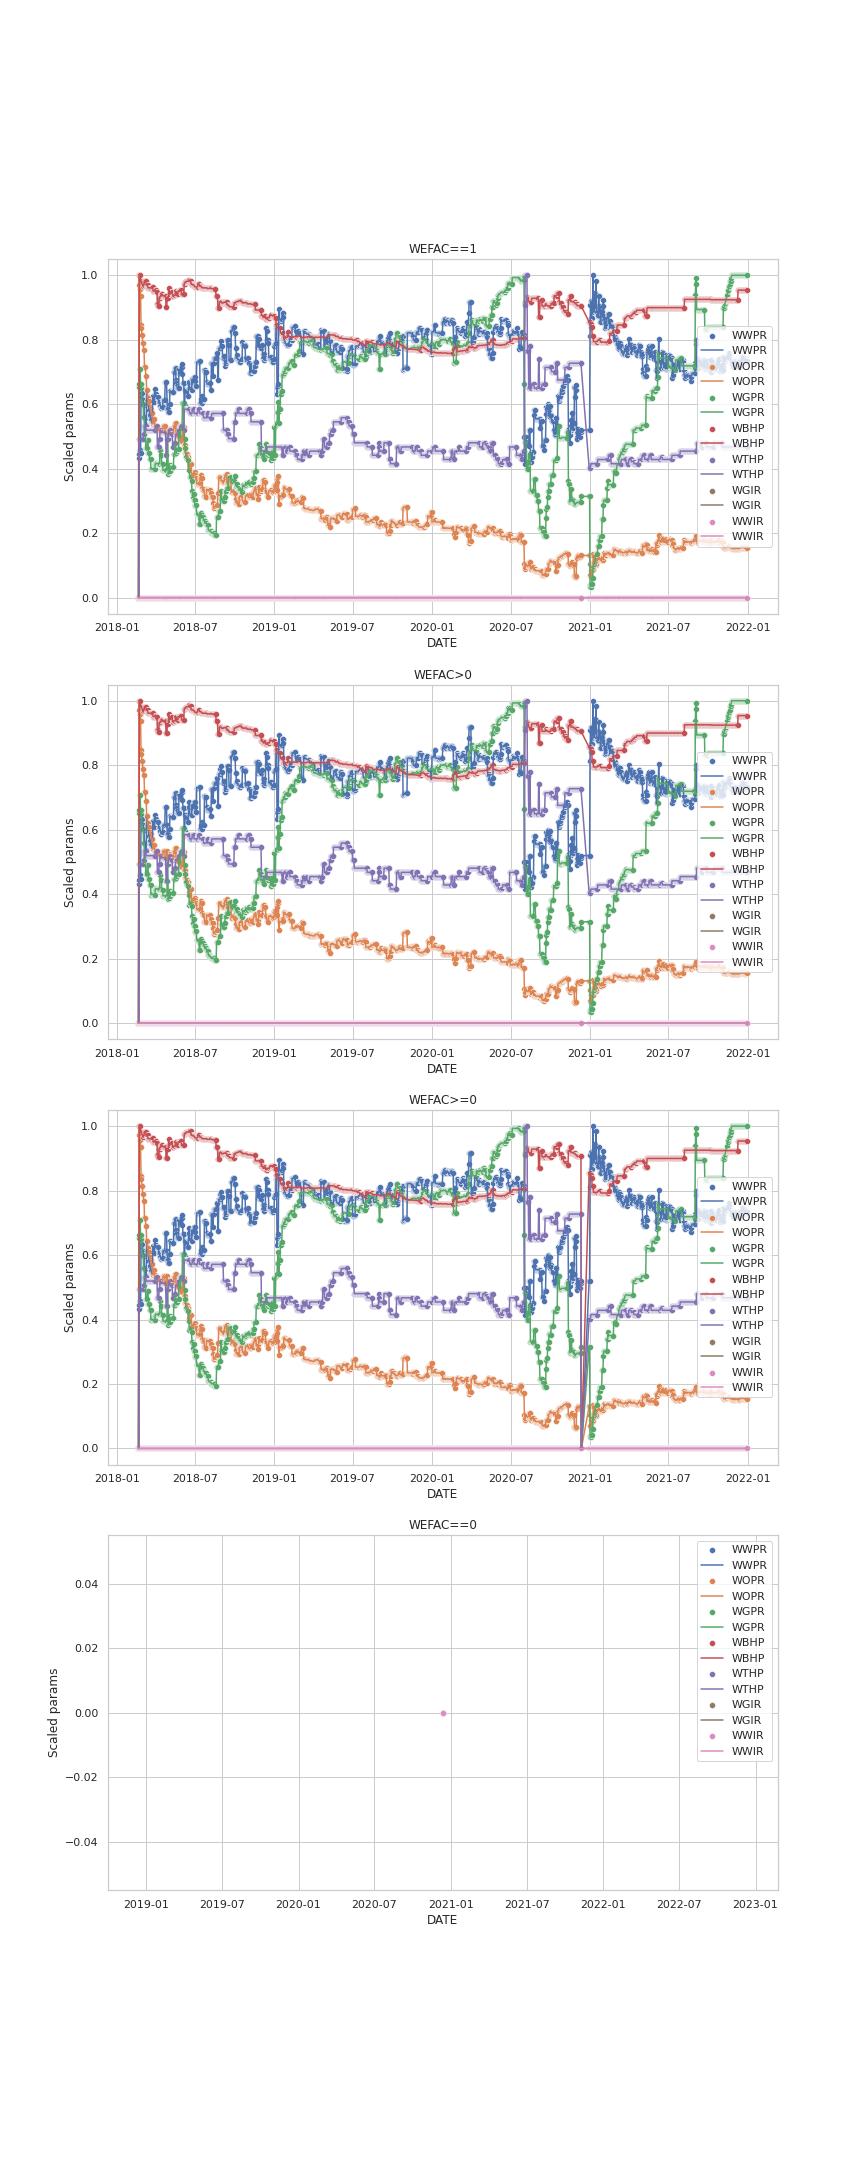 WEFAC==1
1.0
0.8
0.6
0.4
0.2
0.0
Scaled params
WWPR
WWPR
WOPR
WOPR
WGPR
WGPR
WBHP
WBHP
WTHP
WTHP
WGIR
WGIR
WWIR
WWIR
2018-01 2018-07 2019-01 2019-07 2020-01 2020-07 2021-01 2021-07 2022-01
DATE
WEFAC>0
1.0
0.8
0.6
0.4
0.2
0.0
Scaled params
WWPR
WWPR
WOPR
WOPR
WGPR
WGPR
WBHP
WBHP
WTHP
WTHP
WGIR
WGIR
WWIR
WWIR
2018-01 2018-07 2019-01 2019-07 2020-01 2020-07 2021-01 2021-07 2022-01
DATE
WEFAC>=0
1.0
0.8
0.6
0.4
0.2
0.0
Scaled params
WWPR
WWPR
WOPR
WOPR
WGPR
WGPR
WBHP
WBHP
WTHP
WTHP
WGIR
WGIR
WWIR
WWIR
2018-01 2018-07 2019-01 2019-07 2020-01 2020-07 2021-01 2021-07 2022-01
DATE
WEFAC==0
0.04
0.02
0.00
−0.02
−0.04
Scaled params
WWPR
WWPR
WOPR
WOPR
WGPR
WGPR
WBHP
WBHP
WTHP
WTHP
WGIR
WGIR
WWIR
WWIR
2019-01 2019-07 2020-01 2020-07 2021-01 2021-07 2022-01 2022-07 2023-01
DATE